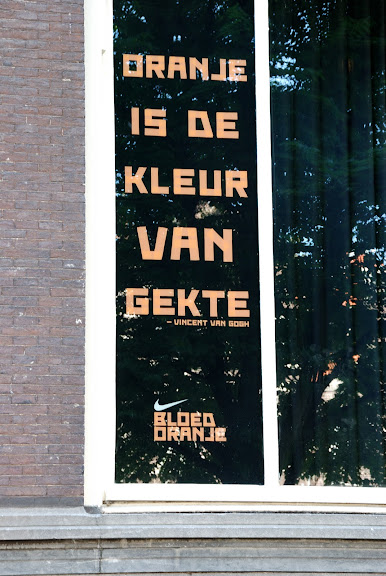 ORANJE
IS DE
KLEUR
VAN
GEKTE
– VINCENT VAN GOGH
BLOED
ORANJE